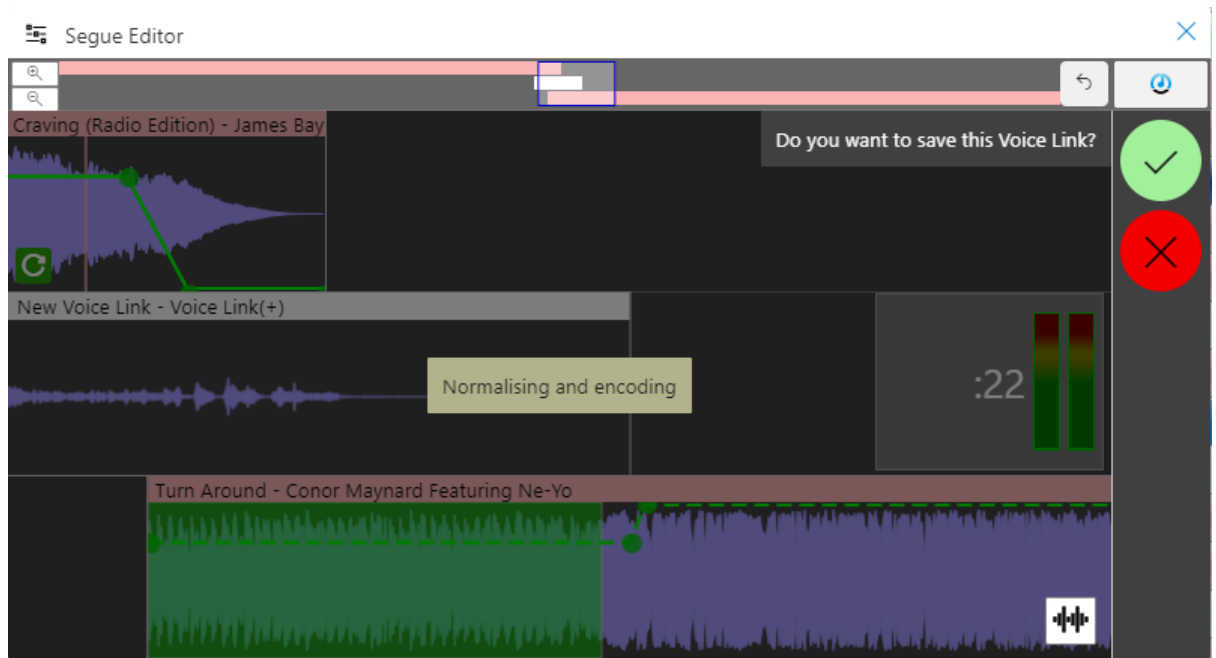 Segue Editor
Craving (Radio Edition) - James Bay
Do you want to save this Voice Link?
New Voice Link - Voice Link(+)
Normalising and encoding
:22
Turn Around - Conor Maynard Featuring Ne-Yo